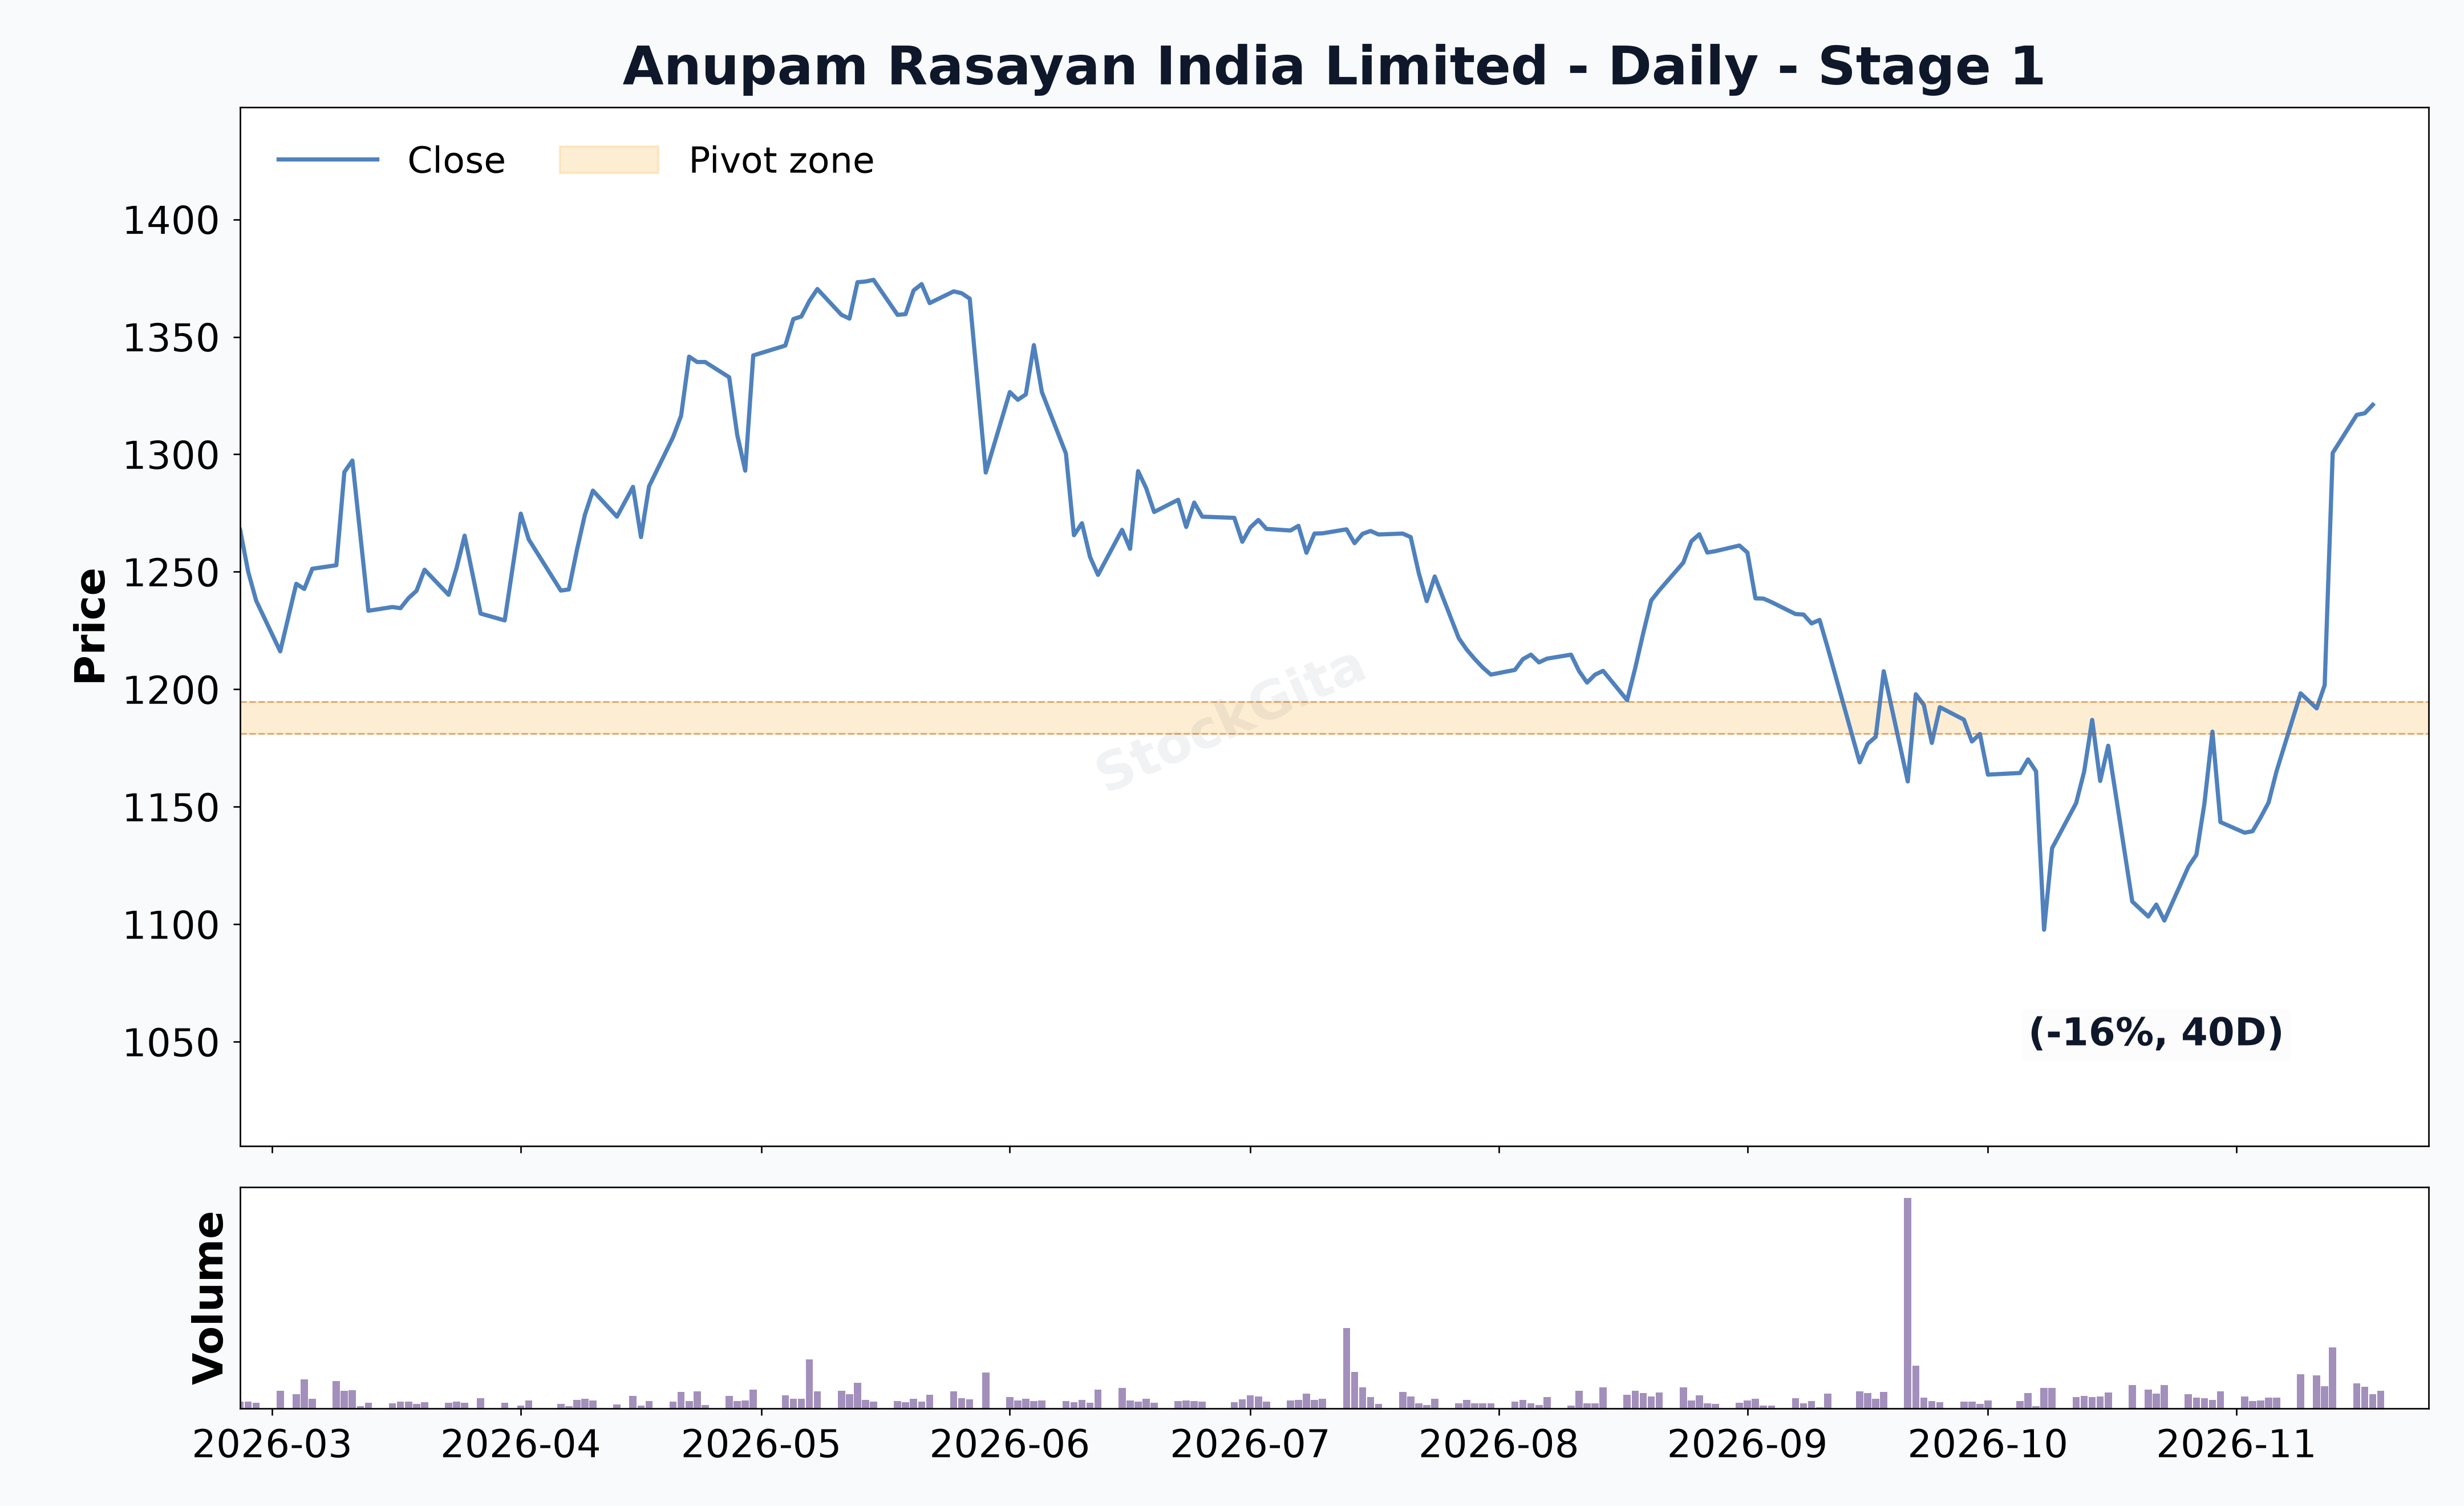 Anupam Rasayan India Limited - Daily - Stage 1
Close
Pivot zone
1400
1350
1300
1250
1200
1150
1100
1050
Price
StockGita
(-16%, 40D)
Volume
2026-03
2026-04
2026-05
2026-06
2026-07
2026-08
2026-09
2026-10
2026-11